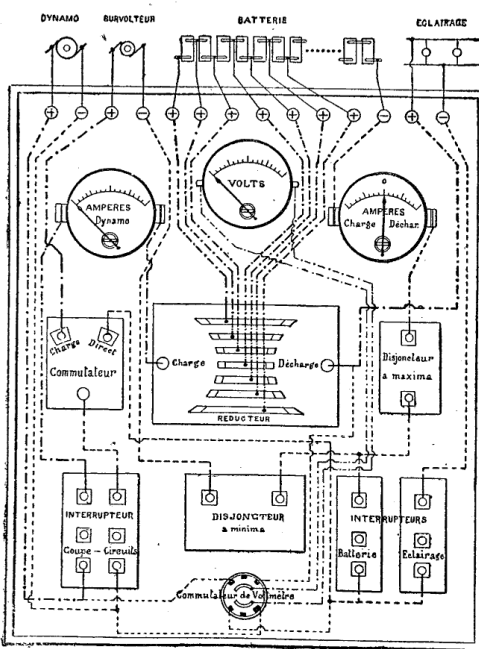 DYNAMO SURVOLTEUR BATTERIE ECLAIRAGE
+ − + − + + + + + + + − + −
AMPERES
Dynamo
VOLTS
0
AMPERES
Charge Déchar.
Charge Direct
Commutateur
Charge Décharge
REDUCTEUR
Disjoncteur
a maxima
INTERRUPTEUR
Coupe - Circuits
DISJONCTEUR
a minima
INTERRUPTEURS
Batterie Eclairage
Commutateur de Voltmètre